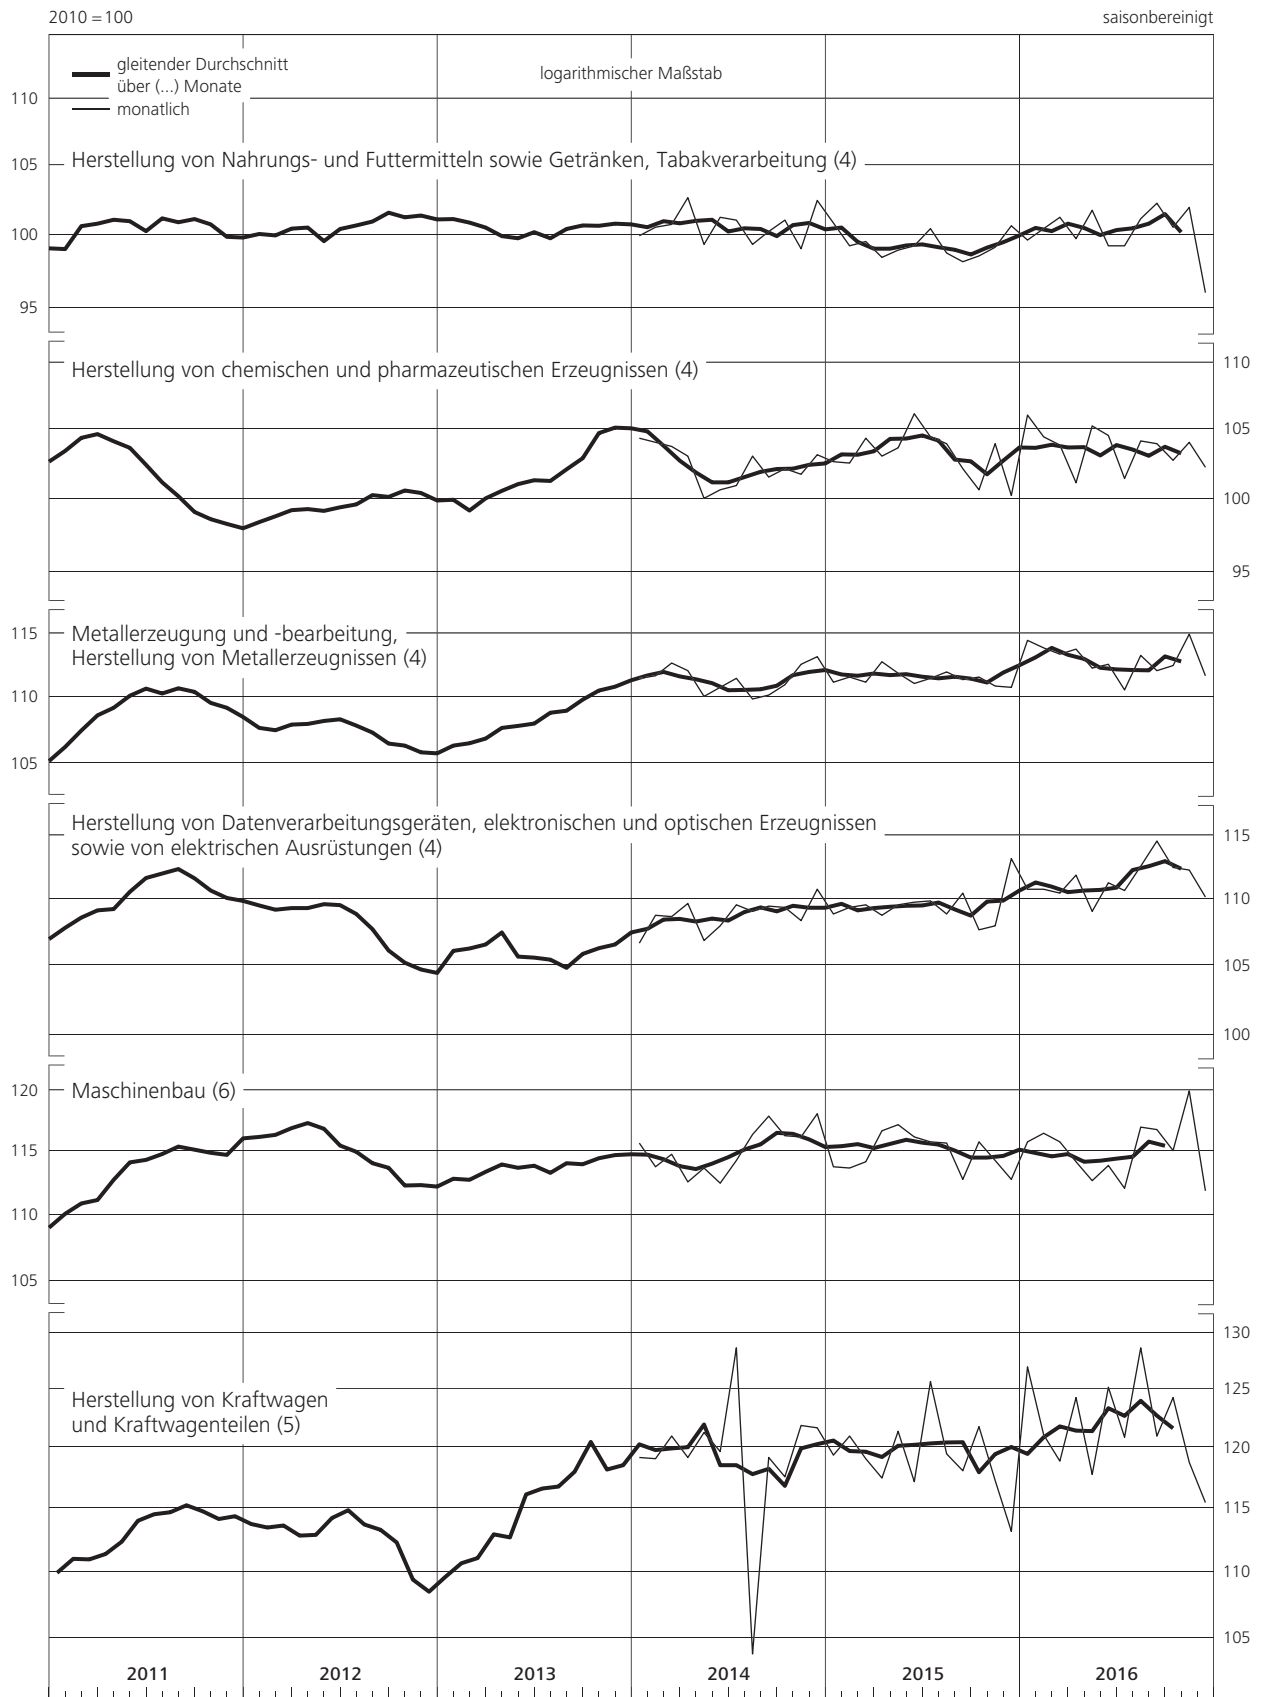 2010 = 100
saisonbereinigt
gleitender Durchschnitt
über (...) Monate
monatlich
logarithmischer Maßstab
110
Herstellung von Nahrungs- und Futtermitteln sowie Getränken, Tabakverarbeitung (4)
105
100
95
110
Herstellung von chemischen und pharmazeutischen Erzeugnissen (4)
105
100
95
115
Metallerzeugung und -bearbeitung,
Herstellung von Metallerzeugnissen (4)
110
105
Herstellung von Datenverarbeitungsgeräten, elektronischen und optischen Erzeugnissen
115
sowie von elektrischen Ausrüstungen (4)
110
105
100
120
Maschinenbau (6)
115
110
105
130
125
Herstellung von Kraftwagen
und Kraftwagenteilen (5)
120
115
110
105
2011 2012 2013 2014 2015 2016